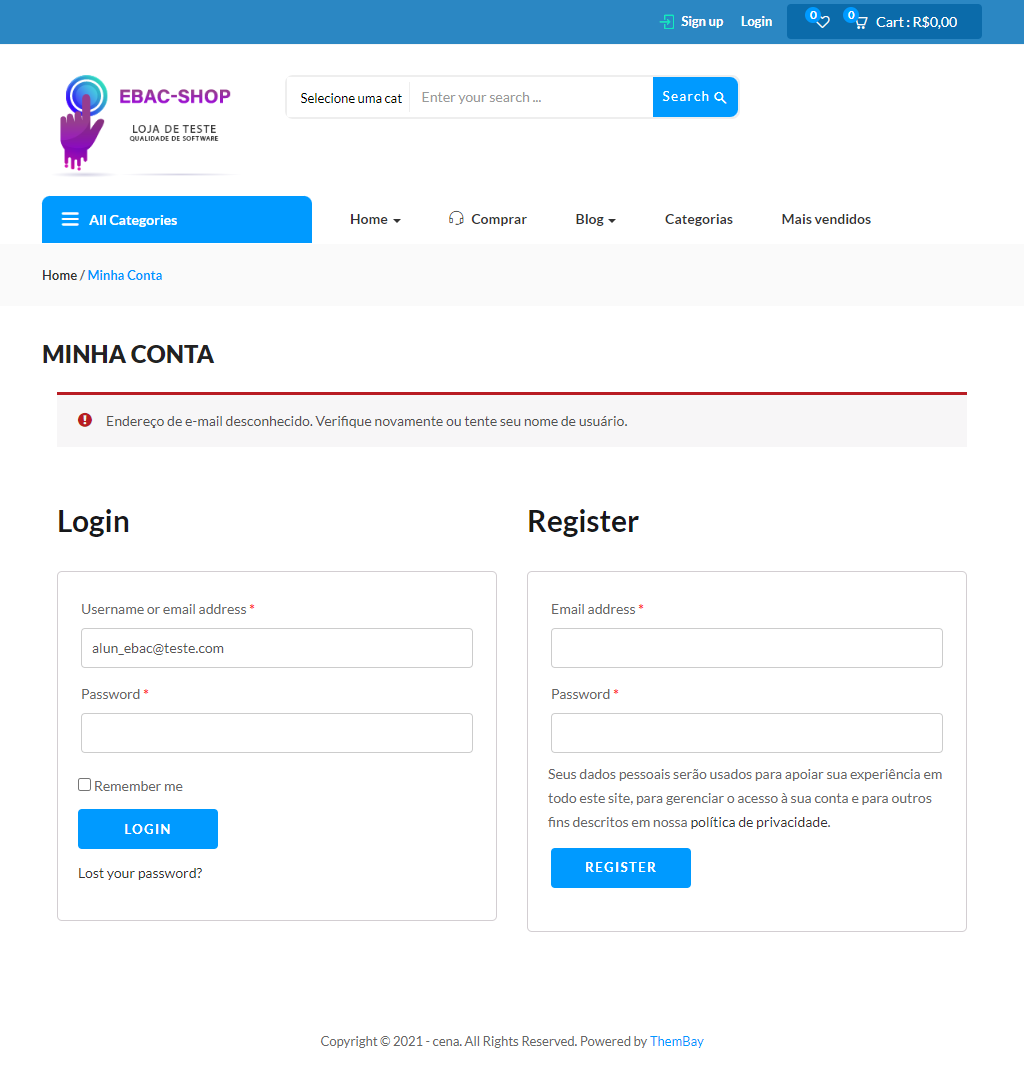 Sign up Login 0 0 Cart : R$0,00
EBAC-SHOP
LOJA DE TESTE
QUALIDADE DE SOFTWARE
Selecione uma cat Enter your search ... Search
All Categories Home Comprar Blog Categorias Mais vendidos
Home / Minha Conta
MINHA CONTA
Endereço de e-mail desconhecido. Verifique novamente ou tente seu nome de usuário.
Login
Username or email address *
alun_ebac@teste.com
Password *
Remember me
LOGIN
Lost your password?
Register
Email address *
Password *
Seus dados pessoais serão usados para apoiar sua experiência em
todo este site, para gerenciar o acesso à sua conta e para outros
fins descritos em nossa política de privacidade.
REGISTER
Copyright © 2021 - cena. All Rights Reserved. Powered by ThemBay